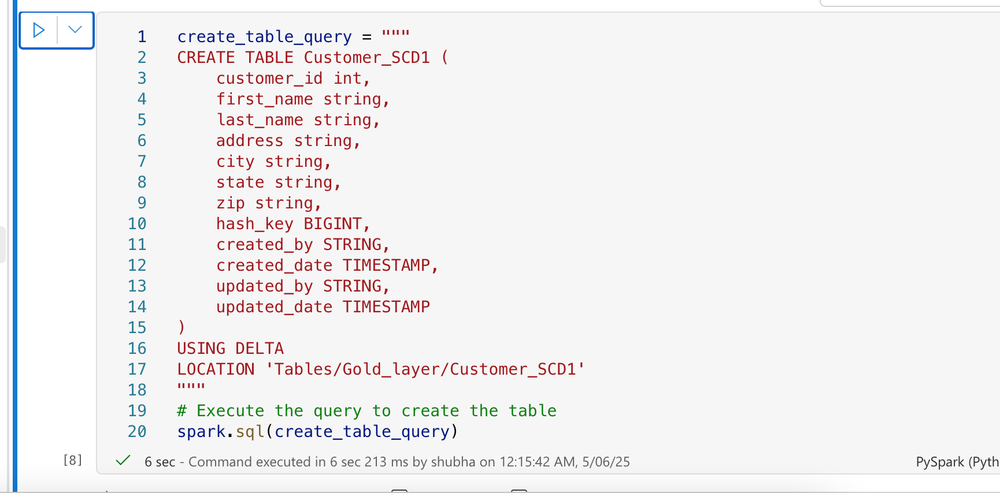 1 create_table_query = """
2 CREATE TABLE Customer_SCD1 (
3 customer_id int,
4 first_name string,
5 last_name string,
6 address string,
7 city string,
8 state string,
9 zip string,
10 hash_key BIGINT,
11 created_by STRING,
12 created_date TIMESTAMP,
13 updated_by STRING,
14 updated_date TIMESTAMP
15 )
16 USING DELTA
17 LOCATION 'Tables/Gold_layer/Customer_SCD1'
18 """
19 # Execute the query to create the table
20 spark.sql(create_table_query)
[8] 6 sec - Command executed in 6 sec 213 ms by shubha on 12:15:42 AM, 5/06/25 PySpark (Pyth